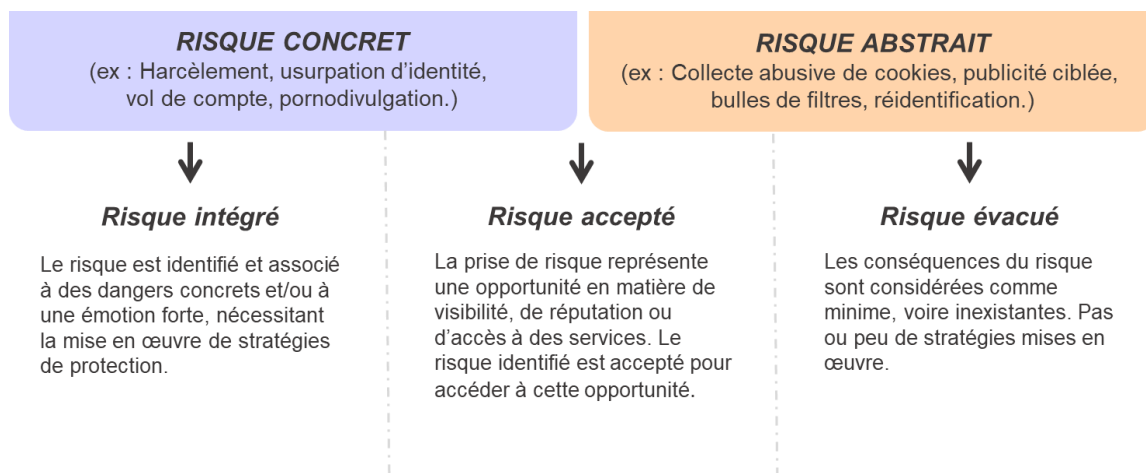 RISQUE CONCRET
(ex : Harcèlement, usurpation d’identité,
vol de compte, pornodivulgation.)
RISQUE ABSTRAIT
(ex : Collecte abusive de cookies, publicité ciblée,
bulles de filtres, réidentification.)
Risque intégré
Le risque est identifié et associé
à des dangers concrets et/ou à
une émotion forte, nécessitant
la mise en œuvre de stratégies
de protection.
Risque accepté
La prise de risque représente
une opportunité en matière de
visibilité, de réputation ou
d’accès à des services. Le
risque identifié est accepté pour
accéder à cette opportunité.
Risque évacué
Les conséquences du risque
sont considérées comme
minime, voire inexistantes. Pas
ou peu de stratégies mises en
œuvre.